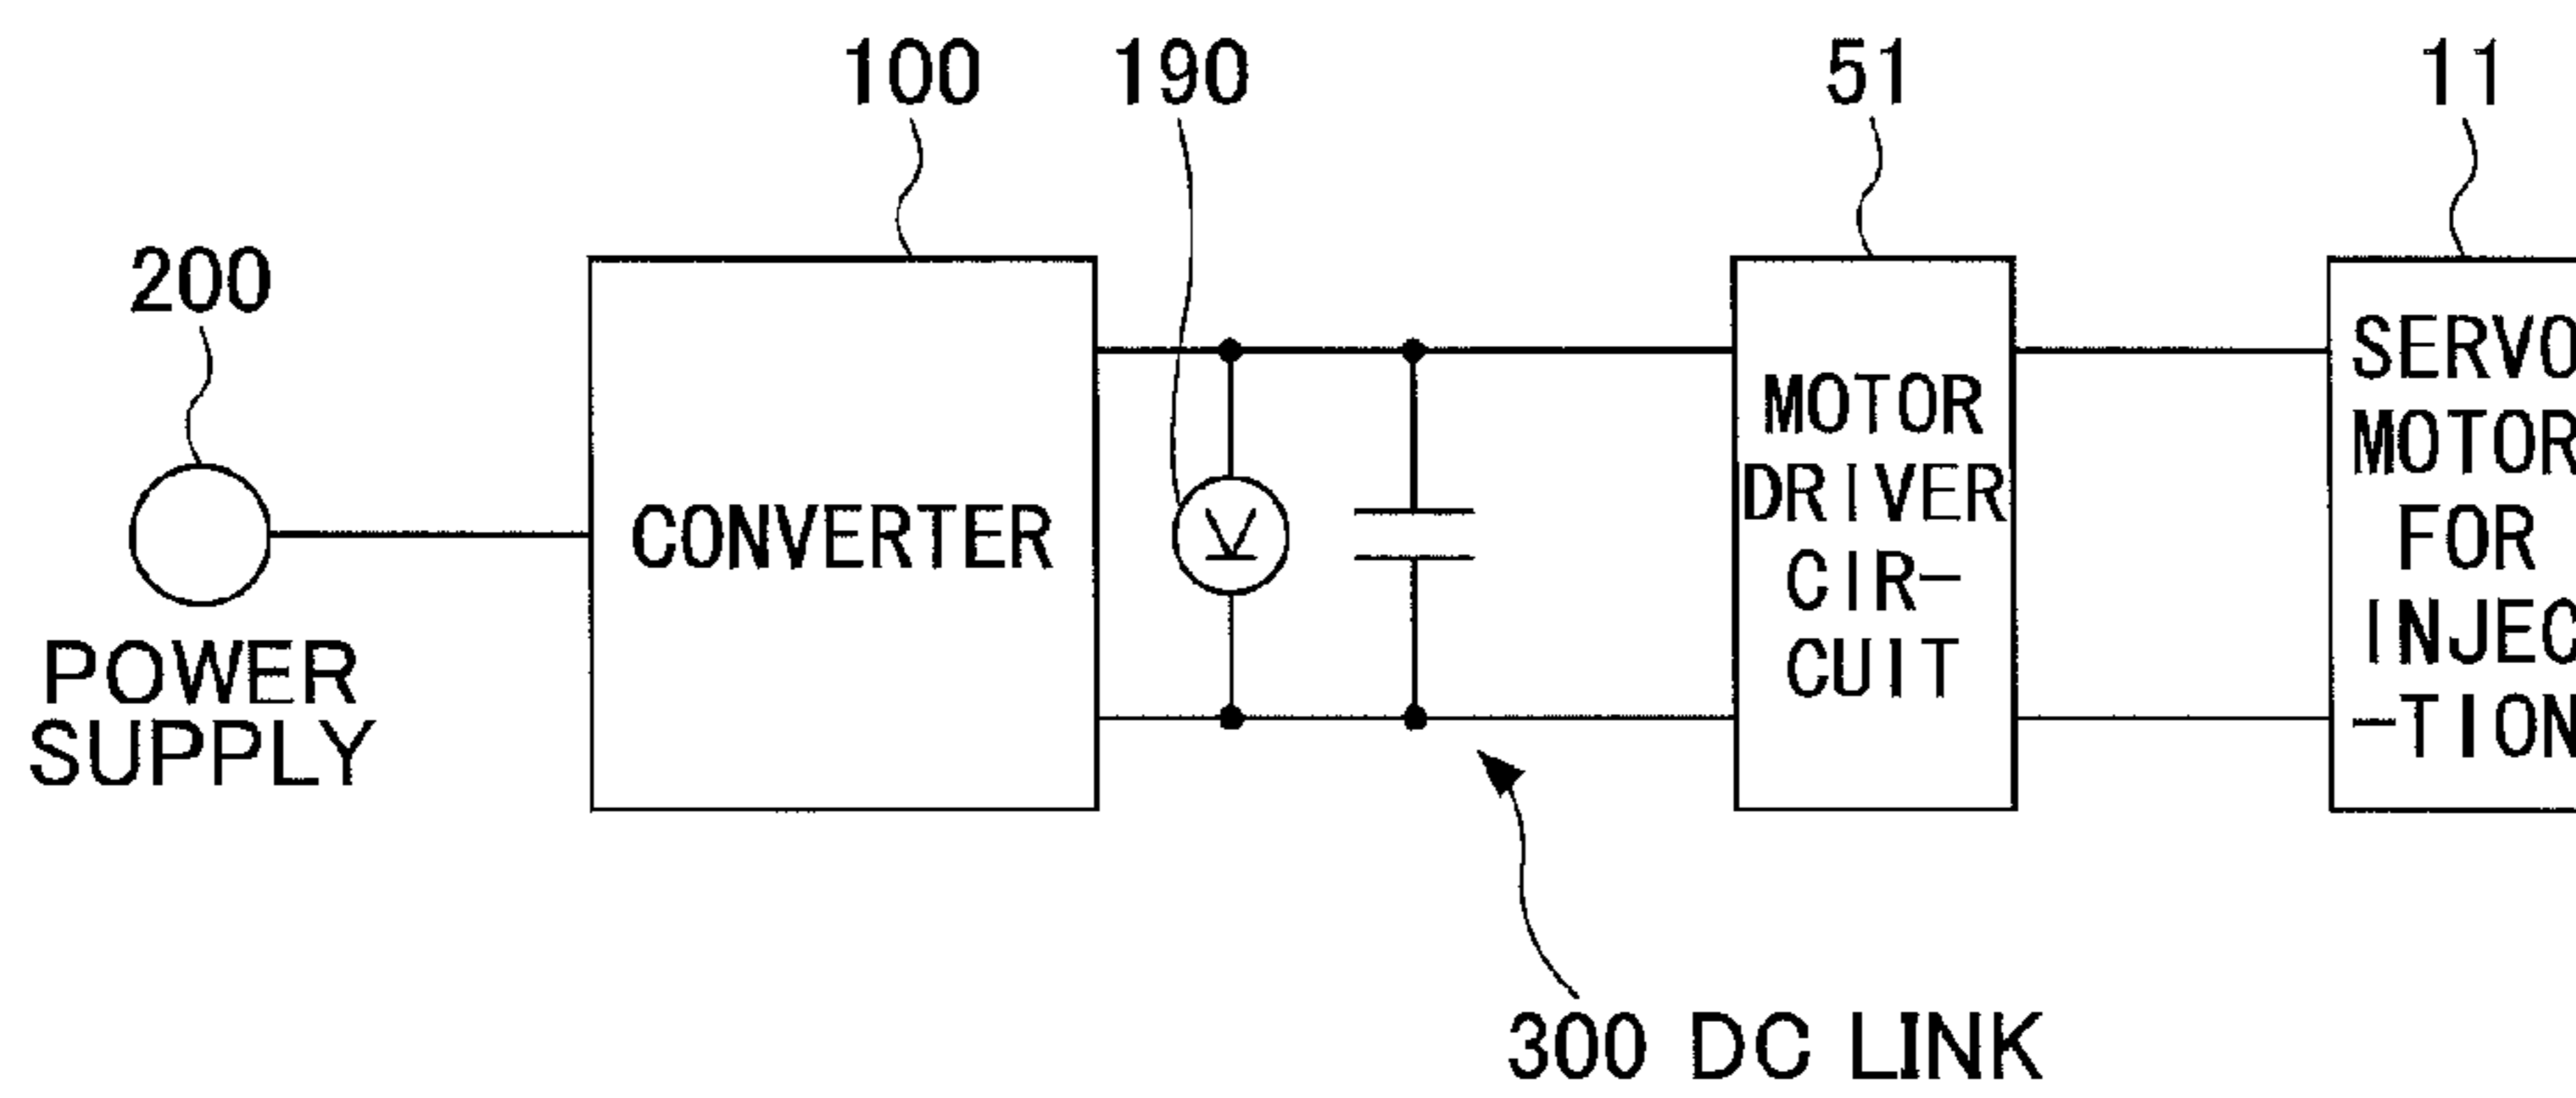 100
190
51
11
200
POWER
SUPPLY
CONVERTER
V
MOTOR
DRIVER
CIR-
CUIT
SERVO
MOTOR
FOR
INJEC
-TION
300 DC LINK